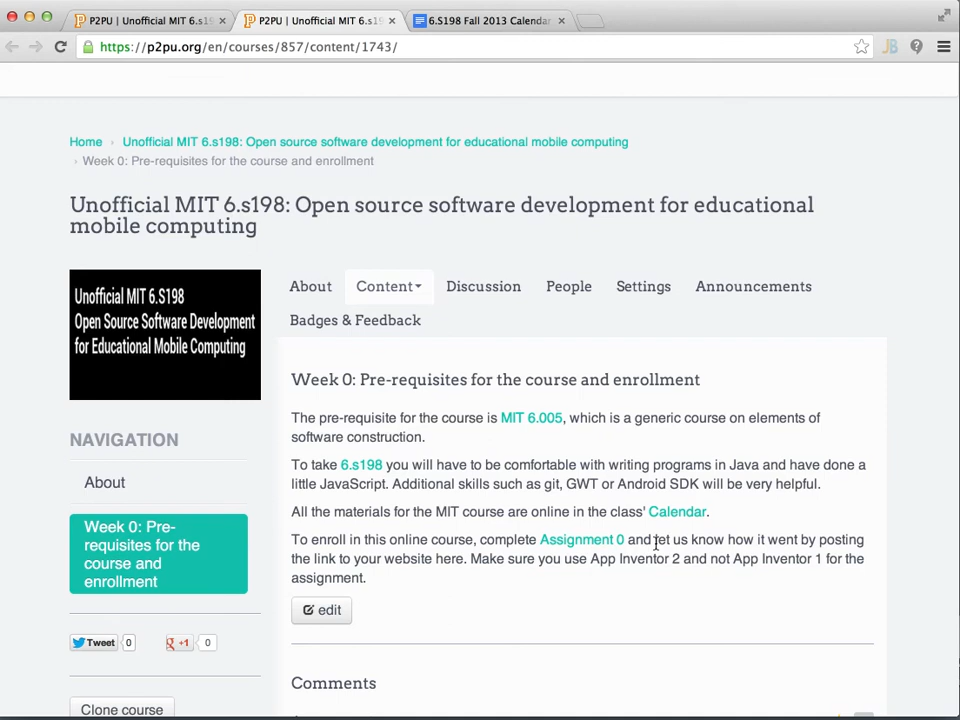 P2PU | Unofficial MIT 6.s19
P2PU | Unofficial MIT 6.s1
6.S198 Fall 2013 Calendar
https://p2pu.org/en/courses/857/content/1743/
Home › Unofficial MIT 6.s198: Open source software development for educational mobile computing
› Week 0: Pre-requisites for the course and enrollment
Unofficial MIT 6.s198: Open source software development for educational
mobile computing
Unofficial MIT 6.S198
Open Source Software Development
for Educational Mobile Computing
About Content Discussion People Settings Announcements
Badges & Feedback
Week 0: Pre-requisites for the course and enrollment
The pre-requisite for the course is MIT 6.005, which is a generic course on elements of
software construction.
To take 6.s198 you will have to be comfortable with writing programs in Java and have done a
little JavaScript. Additional skills such as git, GWT or Android SDK will be very helpful.
All the materials for the MIT course are online in the class' Calendar.
To enroll in this online course, complete Assignment 0 and let us know how it went by posting
the link to your website here. Make sure you use App Inventor 2 and not App Inventor 1 for the
assignment.
edit
Comments
NAVIGATION
About
Week 0: Pre-
requisites for the
course and
enrollment
Tweet 0 g +1 0
Clone course